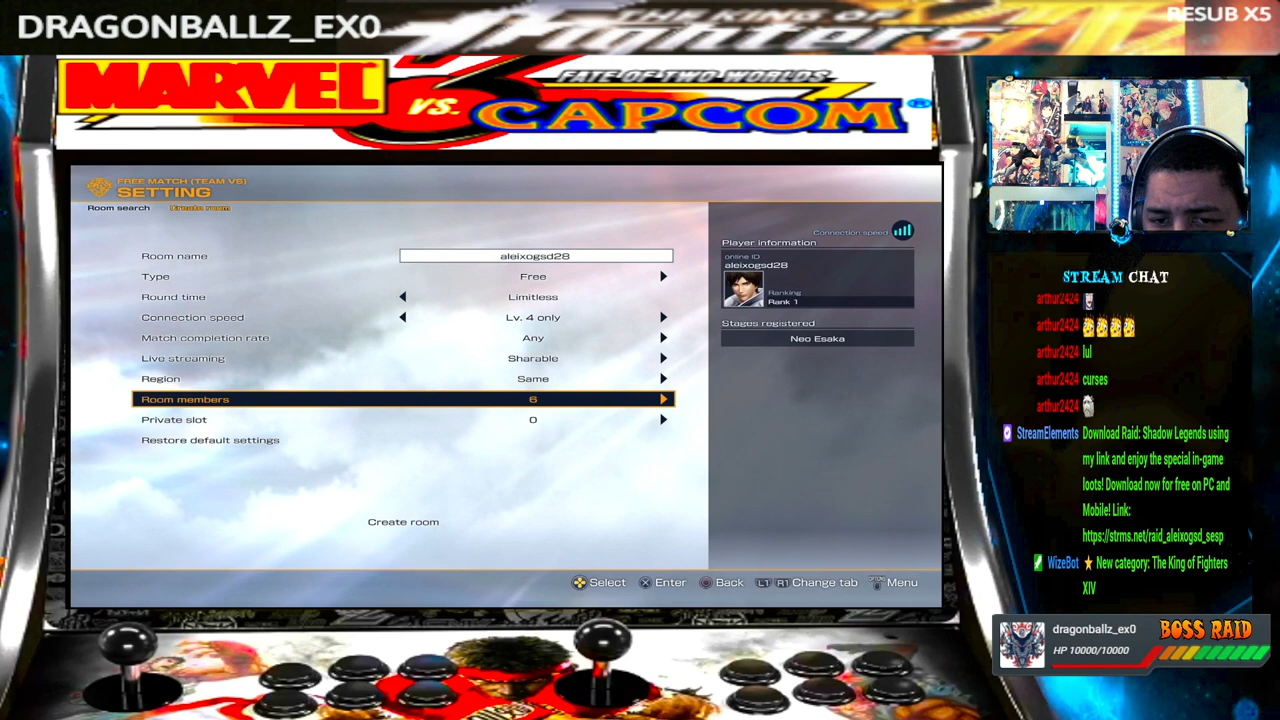 DRAGONBALLZ_EX0
THE KING OF
Fighters
RESUB X5
MARVEL VS. CAPCOM®
3
FATE OF TWO WORLDS
FREE MATCH (TEAM VS)
SETTING
Room search Create room
Room name aleixogsd28
Type Free
Round time Limitless
Connection speed Lv. 4 only
Match completion rate Any
Live streaming Sharable
Region Same
Room members 6
Private slot 0
Restore default settings
Create room
Connection speed
Player information
online ID
aleixogsd28
Ranking
Rank 1
Stages registered
Neo Esaka
Select Enter Back L1 R1 Change tab OPTIONS Menu
STREAM CHAT
arthur2424
arthur2424
arthur2424 lul
arthur2424 curses
arthur2424
StreamElements Download Raid: Shadow Legends using
my link and enjoy the special in-game
loots! Download now for free on PC and
Mobile! Link:
https://strms.net/raid_aleixogsd_sesp
WizeBot ★ New category: The King of Fighters
XIV
dragonballz_ex0 BOSS RAID
HP 10000/10000